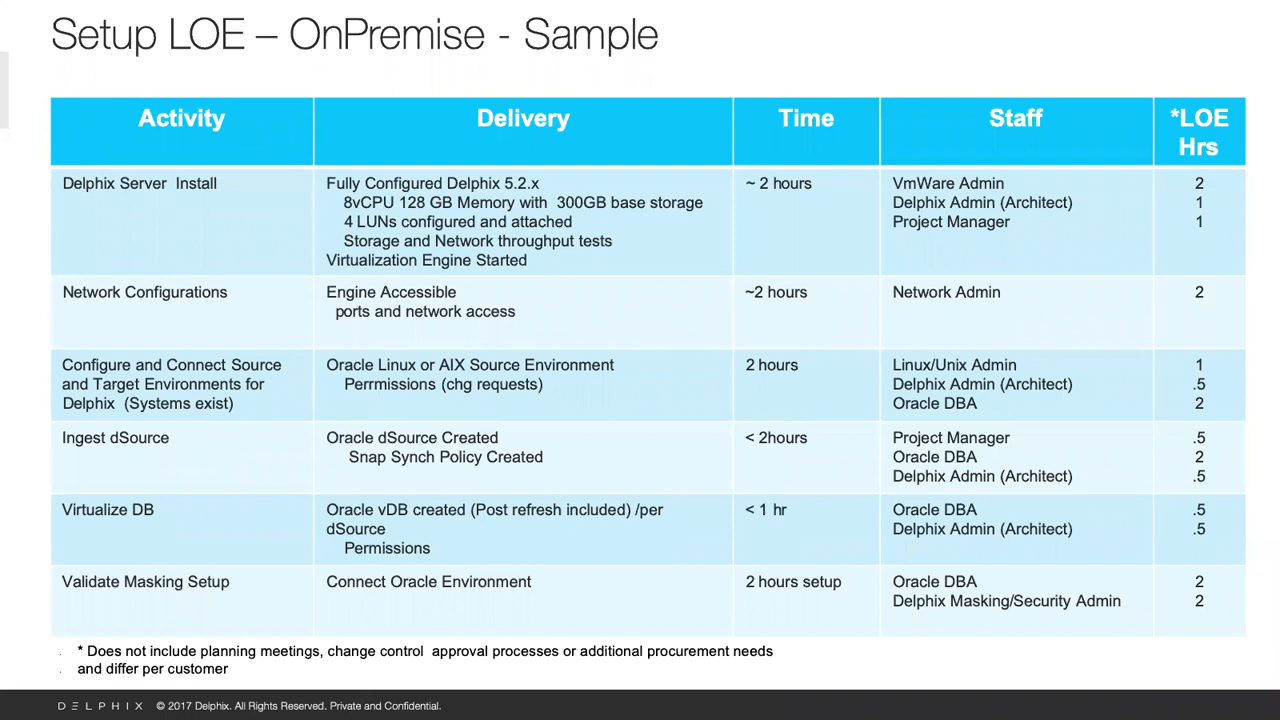 Setup LOE – OnPremise - Sample
Activity
Delivery
Time
Staff
*LOE
Hrs
Delphix Server Install
Fully Configured Delphix 5.2.x
8vCPU 128 GB Memory with 300GB base storage
4 LUNs configured and attached
Storage and Network throughput tests
Virtualization Engine Started
~ 2 hours
VmWare Admin
Delphix Admin (Architect)
Project Manager
2
1
1
Network Configurations
Engine Accessible
ports and network access
~2 hours
Network Admin
2
Configure and Connect Source
and Target Environments for
Delphix (Systems exist)
Oracle Linux or AIX Source Environment
Perrmissions (chg requests)
2 hours
Linux/Unix Admin
Delphix Admin (Architect)
Oracle DBA
1
.5
2
Ingest dSource
Oracle dSource Created
Snap Synch Policy Created
< 2hours
Project Manager
Oracle DBA
Delphix Admin (Architect)
.5
2
.5
Virtualize DB
Oracle vDB created (Post refresh included) /per
dSource
Permissions
< 1 hr
Oracle DBA
Delphix Admin (Architect)
.5
.5
Validate Masking Setup
Connect Oracle Environment
2 hours setup
Oracle DBA
Delphix Masking/Security Admin
2
2
* Does not include planning meetings, change control approval processes or additional procurement needs
and differ per customer
DELPHIX © 2017 Delphix. All Rights Reserved. Private and Confidential.